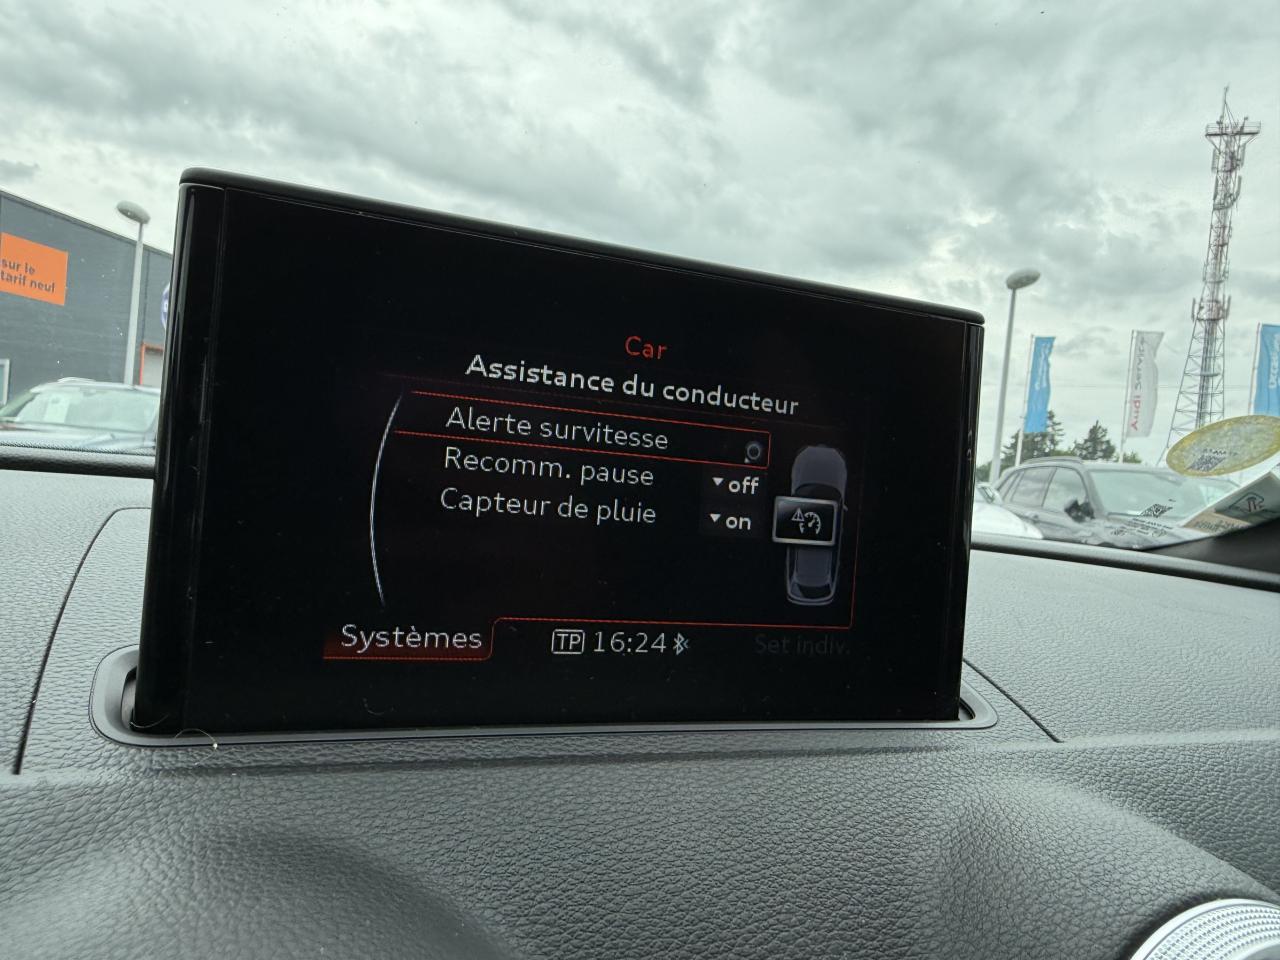 sur le
tarif neuf
Car
Assistance du conducteur
Alerte survitesse
Recomm. pause
off
Capteur de pluie
on
Systèmes
TP 16:24
Set indiv.
Audi Service